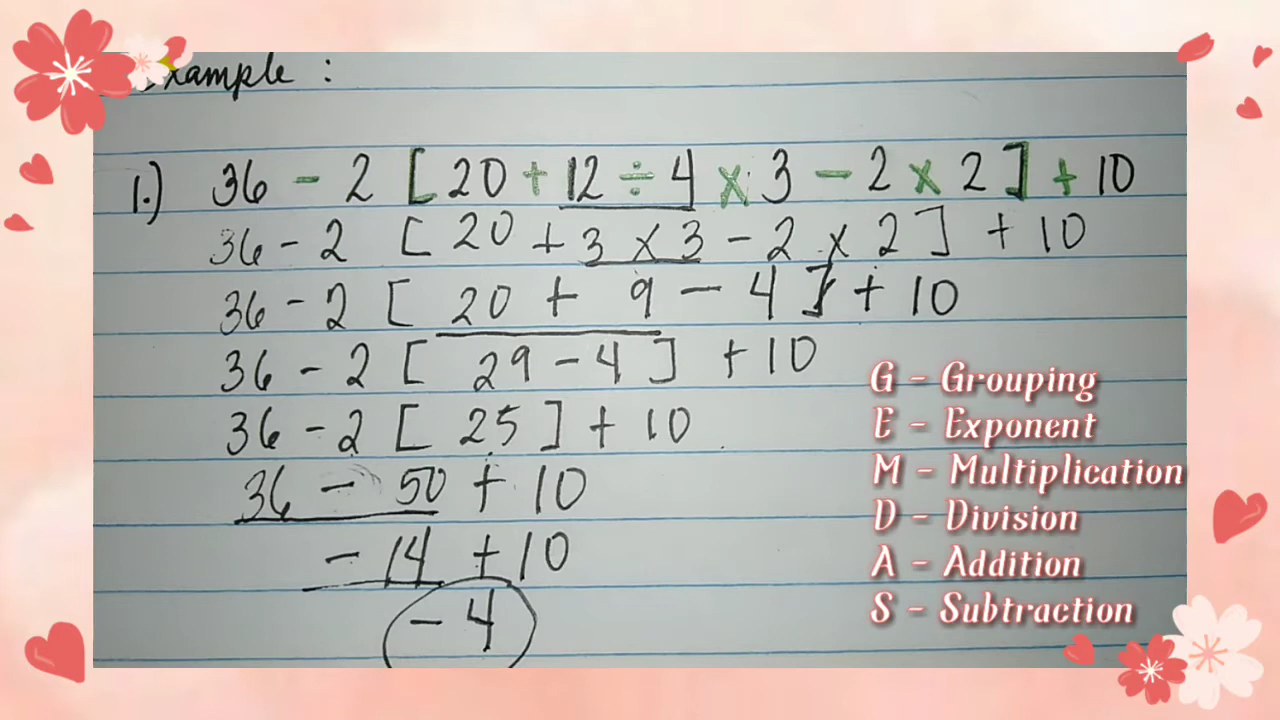 Example :
1.) 36 - 2 [ 20 + 12 ÷ 4 × 3 - 2 × 2 ] + 10
36 - 2 [ 20 + 3 × 3 - 2 × 2 ] + 10
36 - 2 [ 20 + 9 - 4 ] + 10
36 - 2 [ 29 - 4 ] + 10
36 - 2 [ 25 ] + 10
36 - 50 + 10
- 14 + 10
- 4
G - Grouping
E - Exponent
M - Multiplication
D - Division
A - Addition
S - Subtraction